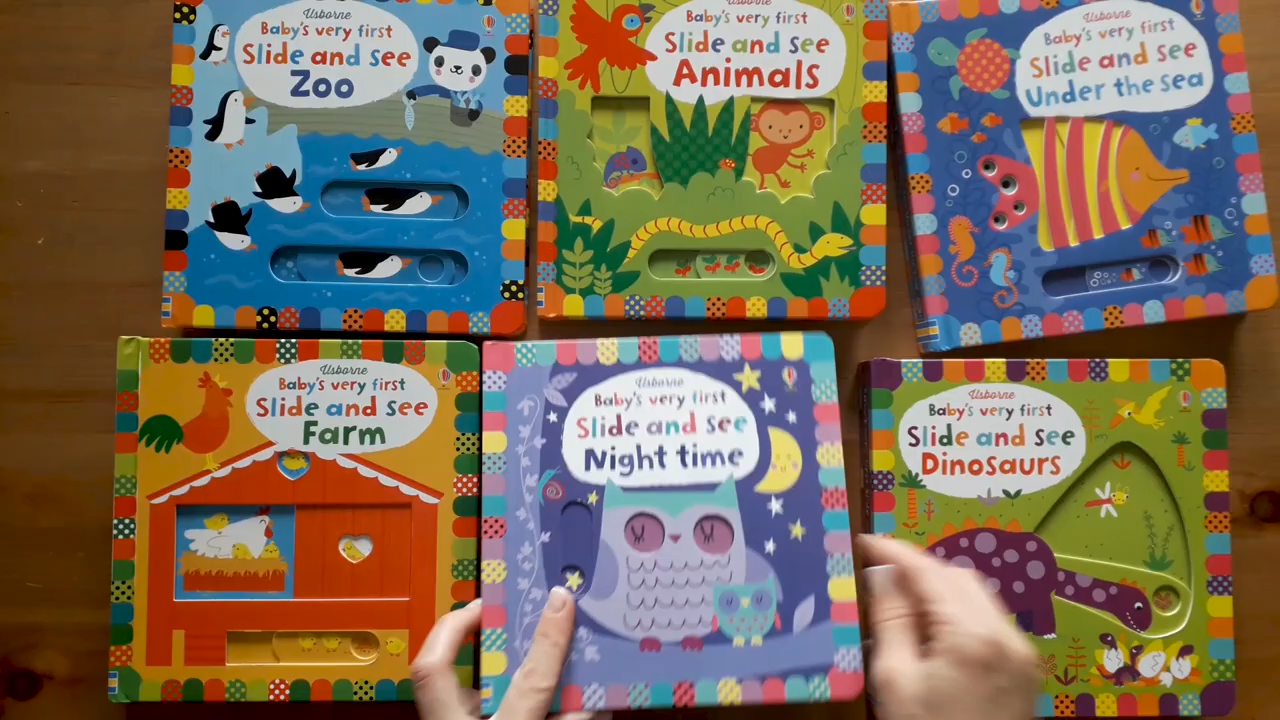 Usborne
Baby's very first
Slide and see
Zoo
Usborne
Baby's very first
Slide and see
Animals
Usborne
Baby's very first
Slide and see
Under the sea
Usborne
Baby's very first
Slide and see
Farm
Usborne
Baby's very first
Slide and see
Night time
Usborne
Baby's very first
Slide and see
Dinosaurs